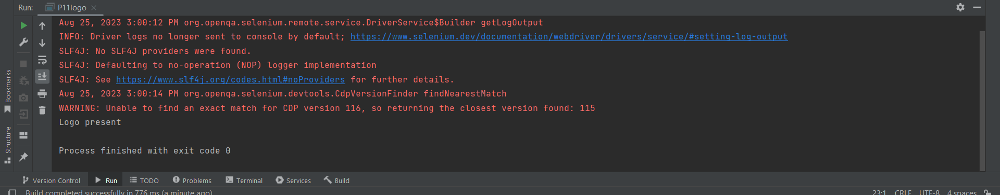 Run: P11logo
Aug 25, 2023 3:00:12 PM org.openqa.selenium.remote.service.DriverService$Builder getLogOutput
INFO: Driver logs no longer sent to console by default; https://www.selenium.dev/documentation/webdriver/drivers/service/#setting-log-output
SLF4J: No SLF4J providers were found.
SLF4J: Defaulting to no-operation (NOP) logger implementation
SLF4J: See https://www.slf4j.org/codes.html#noProviders for further details.
Aug 25, 2023 3:00:14 PM org.openqa.selenium.devtools.CdpVersionFinder findNearestMatch
WARNING: Unable to find an exact match for CDP version 116, so returning the closest version found: 115
Logo present
Process finished with exit code 0
Bookmarks
Structure
Version Control Run TODO Problems Terminal Services Build
Build completed successfully in 776 ms (a minute ago) 23:1 CRLF UTF-8 4 spaces